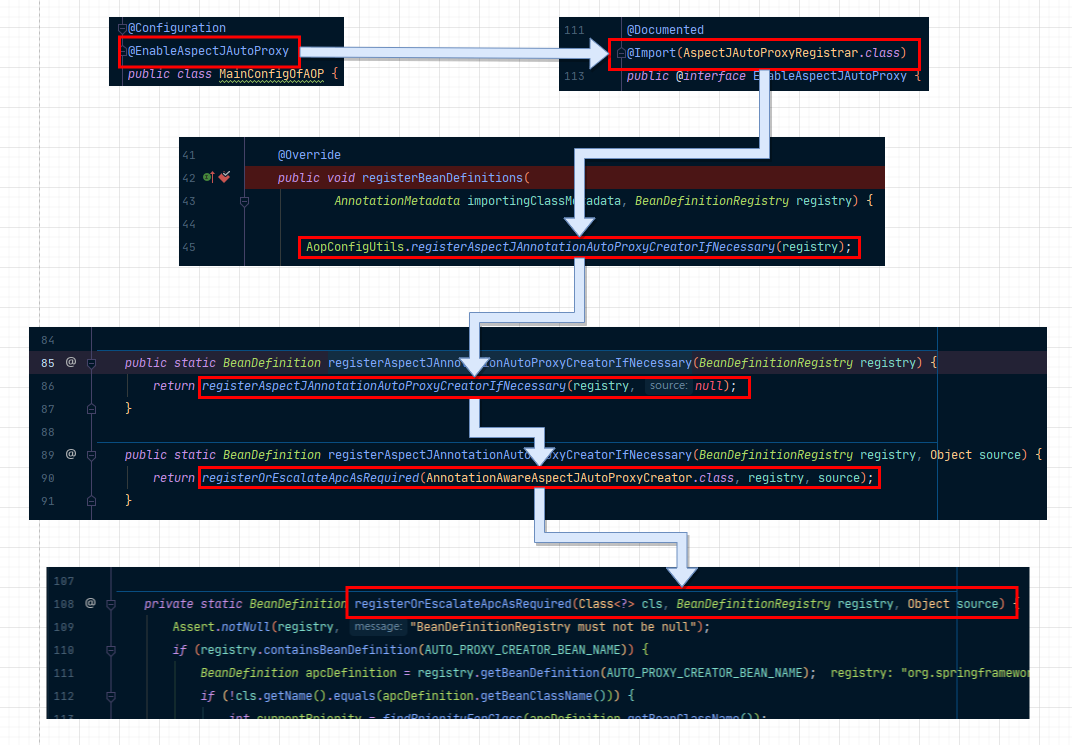 @Configuration
@EnableAspectJAutoProxy
public class MainConfigOfAOP {
111 @Documented
@Import(AspectJAutoProxyRegistrar.class)
113 public @interface EnableAspectJAutoProxy {
41 @Override
42 public void registerBeanDefinitions(
43 AnnotationMetadata importingClassMetadata, BeanDefinitionRegistry registry) {
44
45 AopConfigUtils.registerAspectJAnnotationAutoProxyCreatorIfNecessary(registry);
84
85 @ public static BeanDefinition registerAspectJAnnotationAutoProxyCreatorIfNecessary(BeanDefinitionRegistry registry) {
86 return registerAspectJAnnotationAutoProxyCreatorIfNecessary(registry, source: null);
87 }
88
89 @ public static BeanDefinition registerAspectJAnnotationAutoProxyCreatorIfNecessary(BeanDefinitionRegistry registry, Object source) {
90 return registerOrEscalateApcAsRequired(AnnotationAwareAspectJAutoProxyCreator.class, registry, source);
91 }
107
108 @ private static BeanDefinition registerOrEscalateApcAsRequired(Class<?> cls, BeanDefinitionRegistry registry, Object source) {
109 Assert.notNull(registry, message: "BeanDefinitionRegistry must not be null");
110 if (registry.containsBeanDefinition(AUTO_PROXY_CREATOR_BEAN_NAME)) {
111 BeanDefinition apcDefinition = registry.getBeanDefinition(AUTO_PROXY_CREATOR_BEAN_NAME); registry: "org.springframewor
112 if (!cls.getName().equals(apcDefinition.getBeanClassName())) {
113 int currentPriority = findPriorityForClass(apcDefinition.getBeanClassName());